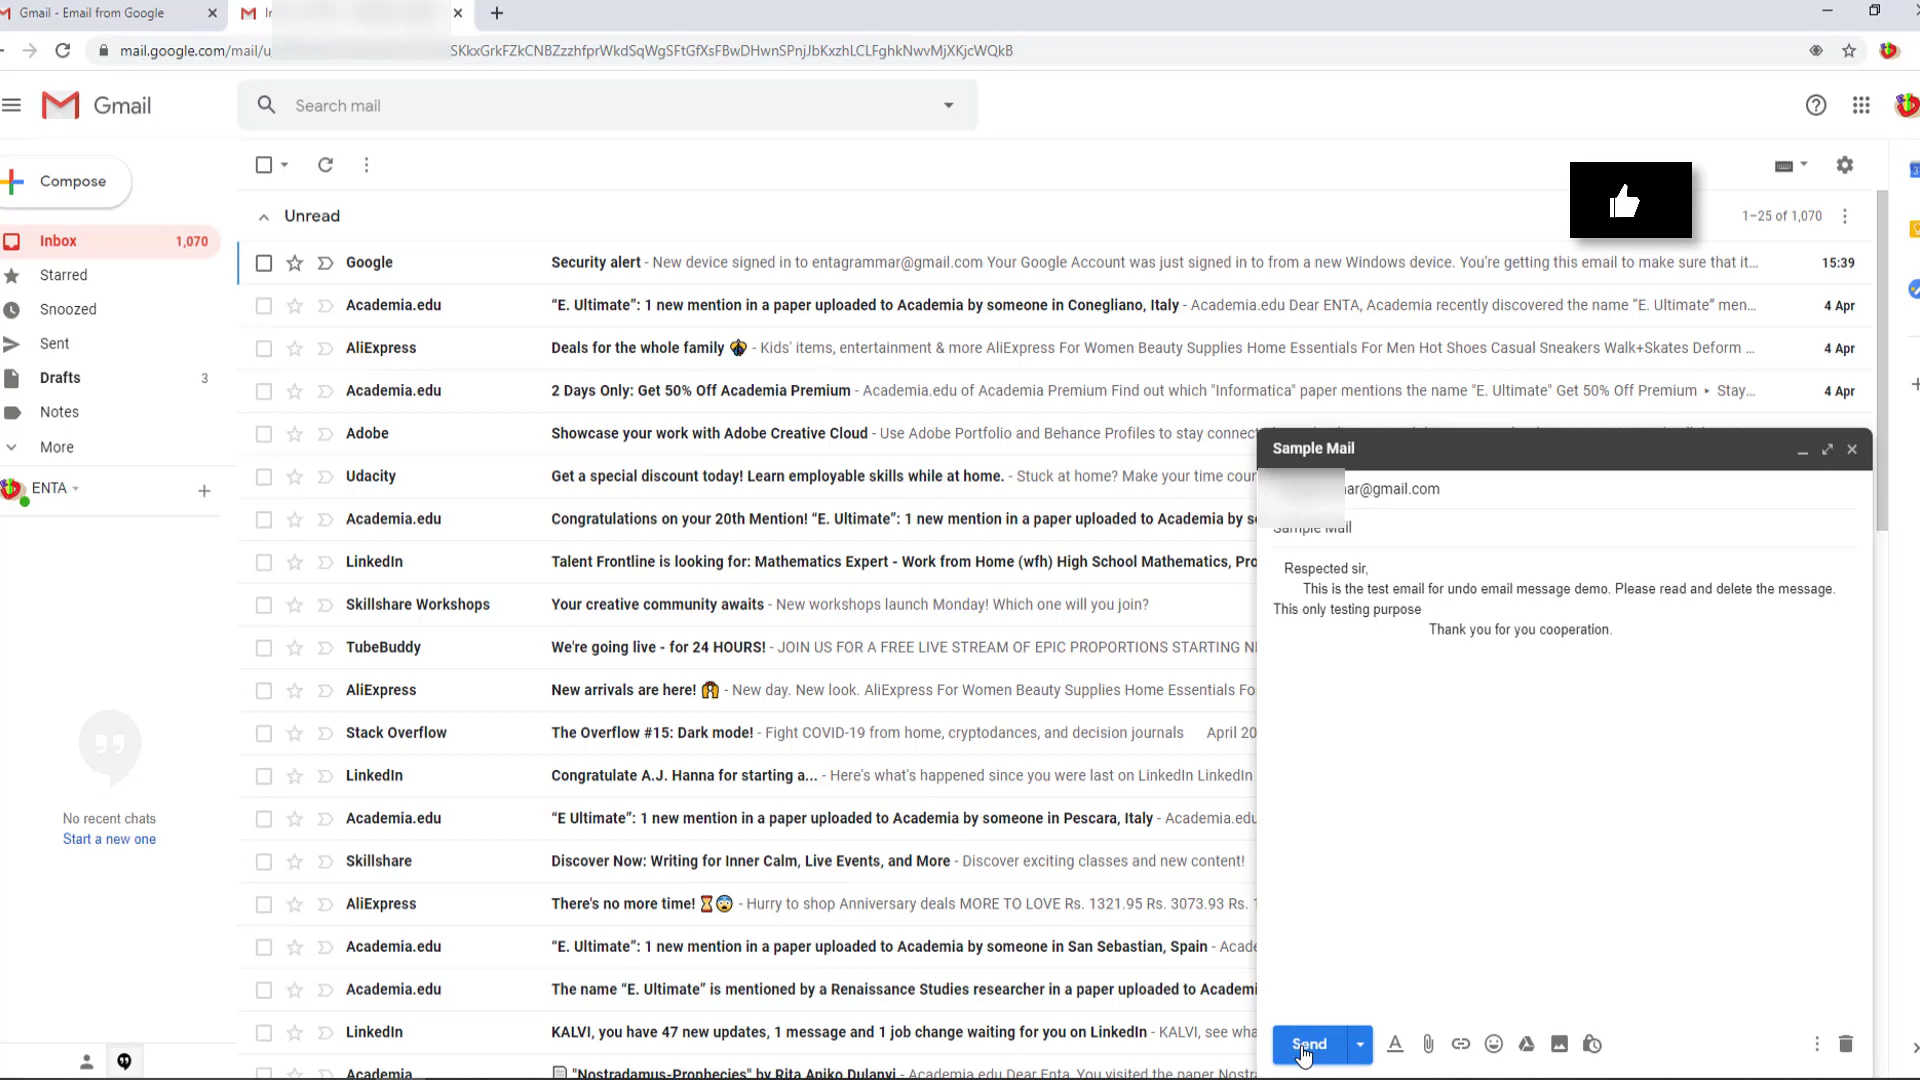 Gmail - Email from Google
mail.google.com/mail/u
SKkxGrkFZkCNBZzzhfprWkdSqWgSFtGfXsFBwDHwnSPnjJbKxzhLCLFghkNwvMjXKjcWQkB
Gmail
Search mail
Compose
Unread
1–25 of 1,070
Inbox 1,070
Starred
Snoozed
Sent
Drafts 3
Notes
More
ENTA
No recent chats
Start a new one
Google Security alert - New device signed in to entagrammar@gmail.com Your Google Account was just signed in to from a new Windows device. You're getting this email to make sure that it… 15:39
Academia.edu “E. Ultimate”: 1 new mention in a paper uploaded to Academia by someone in Conegliano, Italy - Academia.edu Dear ENTA, Academia recently discovered the name “E. Ultimate” men… 4 Apr
AliExpress Deals for the whole family - Kids' items, entertainment & more AliExpress For Women Beauty Supplies Home Essentials For Men Hot Shoes Casual Sneakers Walk+Skates Deform … 4 Apr
Academia.edu 2 Days Only: Get 50% Off Academia Premium - Academia.edu of Academia Premium Find out which "Informatica" paper mentions the name "E. Ultimate" Get 50% Off Premium ‣ Stay… 4 Apr
Adobe Showcase your work with Adobe Creative Cloud - Use Adobe Portfolio and Behance Profiles to stay connect
Udacity Get a special discount today! Learn employable skills while at home. - Stuck at home? Make your time cour
Academia.edu Congratulations on your 20th Mention! “E. Ultimate”: 1 new mention in a paper uploaded to Academia by s
LinkedIn Talent Frontline is looking for: Mathematics Expert - Work from Home (wfh) High School Mathematics, Pro
Skillshare Workshops Your creative community awaits - New workshops launch Monday! Which one will you join?
TubeBuddy We're going live - for 24 HOURS! - JOIN US FOR A FREE LIVE STREAM OF EPIC PROPORTIONS STARTING N
AliExpress New arrivals are here! - New day. New look. AliExpress For Women Beauty Supplies Home Essentials Fo
Stack Overflow The Overflow #15: Dark mode! - Fight COVID-19 from home, cryptodances, and decision journals April 20
LinkedIn Congratulate A.J. Hanna for starting a... - Here's what's happened since you were last on LinkedIn LinkedIn
Academia.edu “E Ultimate”: 1 new mention in a paper uploaded to Academia by someone in Pescara, Italy - Academia.edu
Skillshare Discover Now: Writing for Inner Calm, Live Events, and More - Discover exciting classes and new content!
AliExpress There's no more time! - Hurry to shop Anniversary deals MORE TO LOVE Rs. 1321.95 Rs. 3073.93 Rs. 1
Academia.edu “E. Ultimate”: 1 new mention in a paper uploaded to Academia by someone in San Sebastian, Spain - Acade
Academia.edu The name “E. Ultimate” is mentioned by a Renaissance Studies researcher in a paper uploaded to Academi
LinkedIn KALVI, you have 47 new updates, 1 message and 1 job change waiting for you on LinkedIn - KALVI, see wha
Academia "Nostradamus-Prophecies" by Rita Aniko Dulanyi - Academia.edu Dear Enta, You visited the paper Nostra
Sample Mail
ar@gmail.com
Sample Mail
Respected sir,
This is the test email for undo email message demo. Please read and delete the message.
This only testing purpose
Thank you for you cooperation.
Send